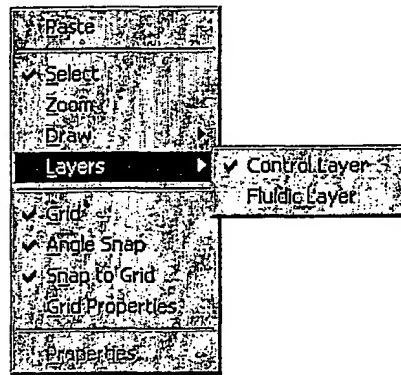 Paste
Select
Zoom
Draw
Layers
Control Layer
Fluidic Layer
Grid
Angle Snap
Snap to Grid
Grid Properties
Properties